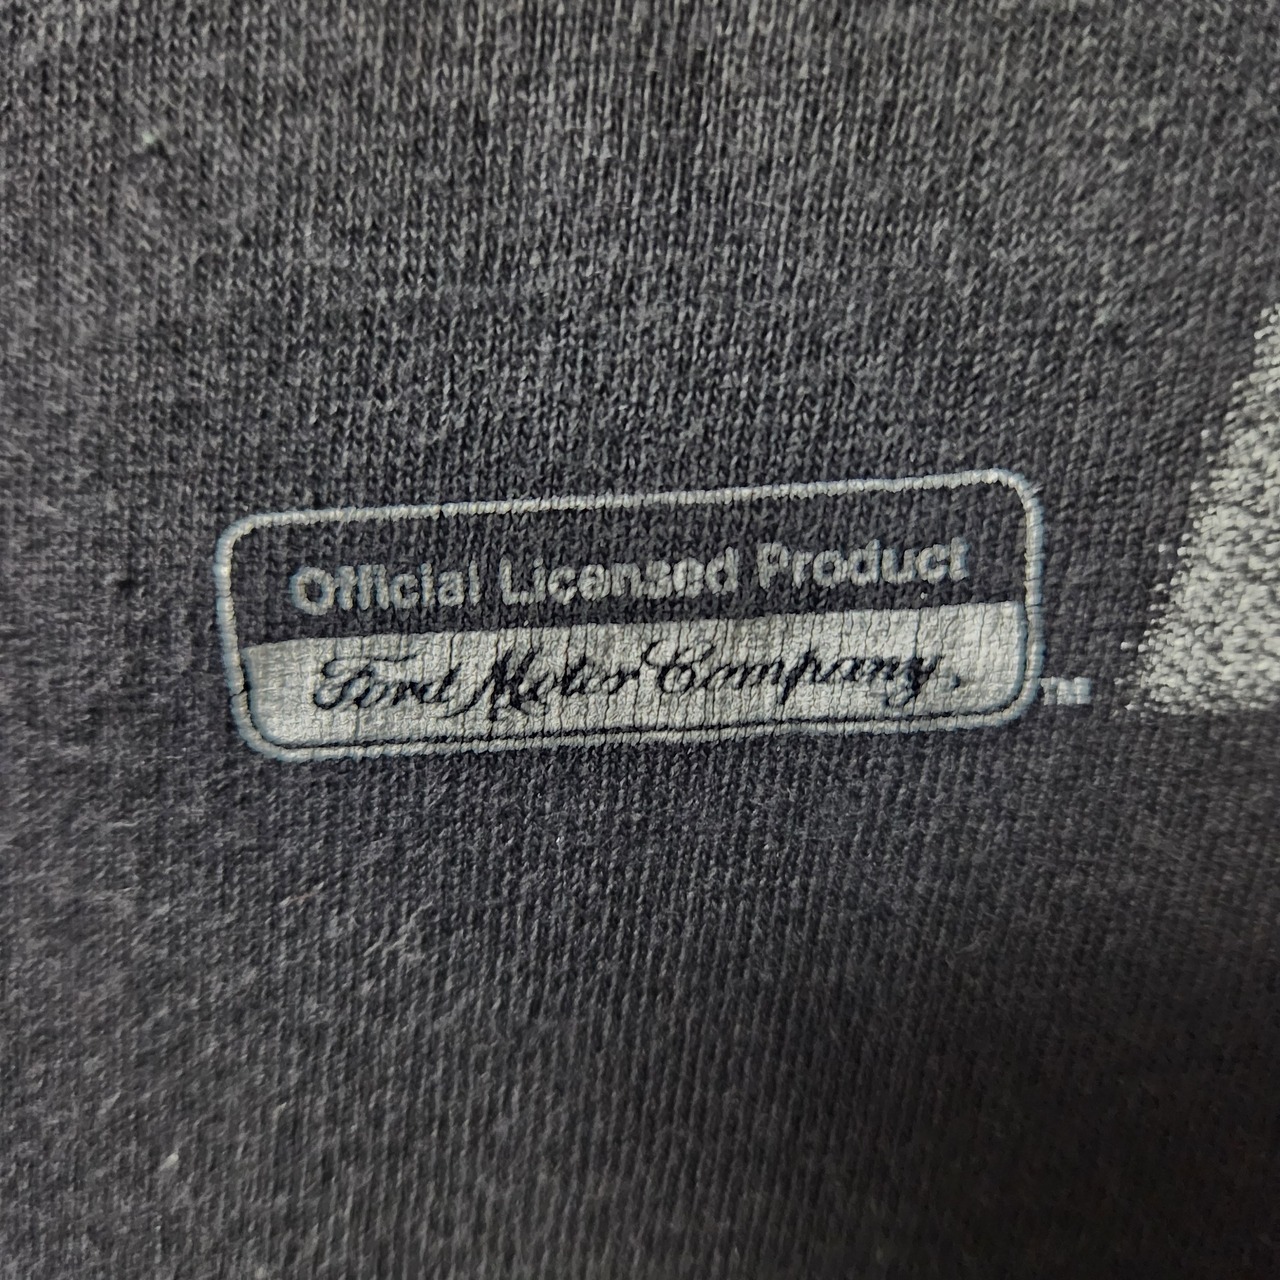 Official Licensed Product
Ford Motor Company,
TM